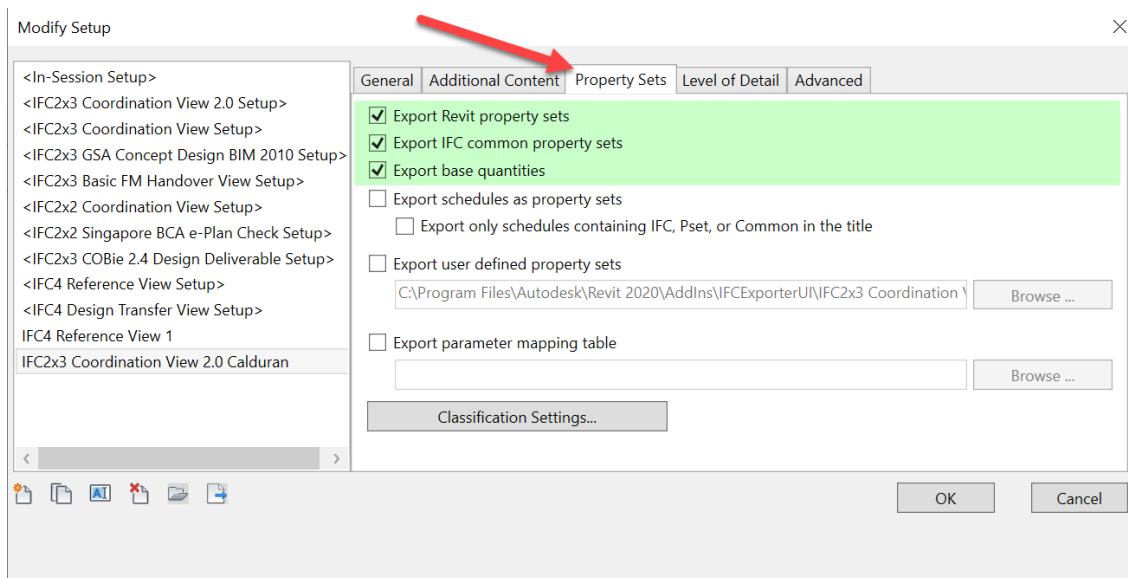 Modify Setup
<In-Session Setup>
<IFC2x3 Coordination View 2.0 Setup>
<IFC2x3 Coordination View Setup>
<IFC2x3 GSA Concept Design BIM 2010 Setup>
<IFC2x3 Basic FM Handover View Setup>
<IFC2x2 Coordination View Setup>
<IFC2x2 Singapore BCA e-Plan Check Setup>
<IFC2x3 COBie 2.4 Design Deliverable Setup>
<IFC4 Reference View Setup>
<IFC4 Design Transfer View Setup>
IFC4 Reference View 1
IFC2x3 Coordination View 2.0 Calduran
General Additional Content Property Sets Level of Detail Advanced
Export Revit property sets
Export IFC common property sets
Export base quantities
Export schedules as property sets
Export only schedules containing IFC, Pset, or Common in the title
Export user defined property sets
C:\Program Files\Autodesk\Revit 2020\AddIns\IFCExporterUI\IFC2x3 Coordination \
Browse ...
Export parameter mapping table
Browse ...
Classification Settings...
OK
Cancel